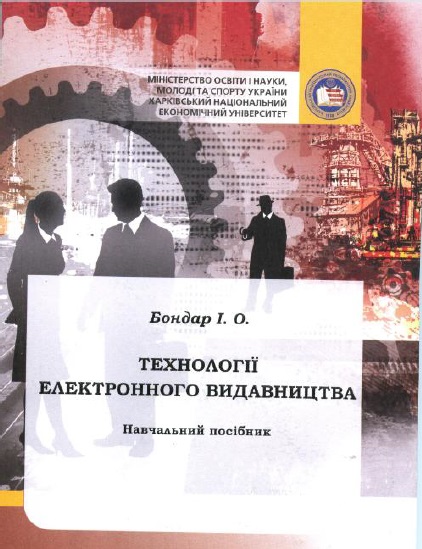 МІНІСТЕРСТВО ОСВІТИ І НАУКИ,
МОЛОДІ ТА СПОРТУ УКРАЇНИ
ХАРКІВСЬКИЙ НАЦІОНАЛЬНИЙ
ЕКОНОМІЧНИЙ УНІВЕРСИТЕТ
Бондар І. О.
ТЕХНОЛОГІЇ
ЕЛЕКТРОННОГО ВИДАВНИЦТВА
Навчальний посібник